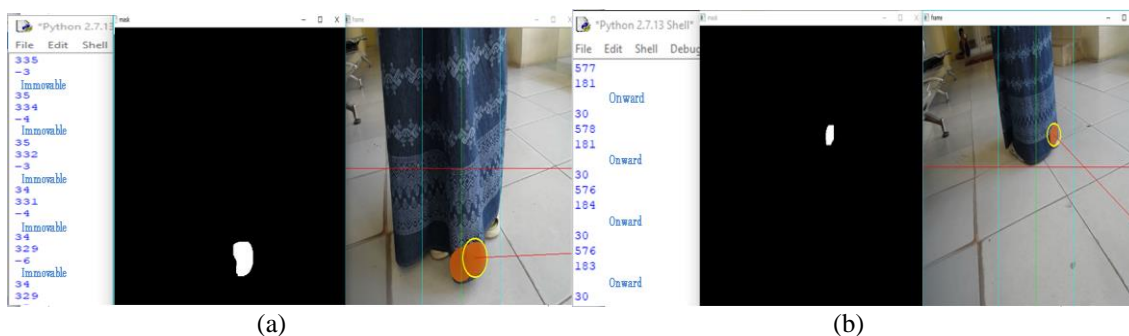 *Python 2.7.13
File Edit Shell
335
-3
Immovable
35
334
-4
Immovable
35
332
-3
Immovable
34
331
-4
Immovable
34
329
-6
Immovable
34
329
mask
frame
*Python 2.7.13 Shell*
File Edit Shell Debug
577
181
Onward
30
578
181
Onward
30
576
184
Onward
30
576
183
Onward
30
mask
frame
(a)
(b)